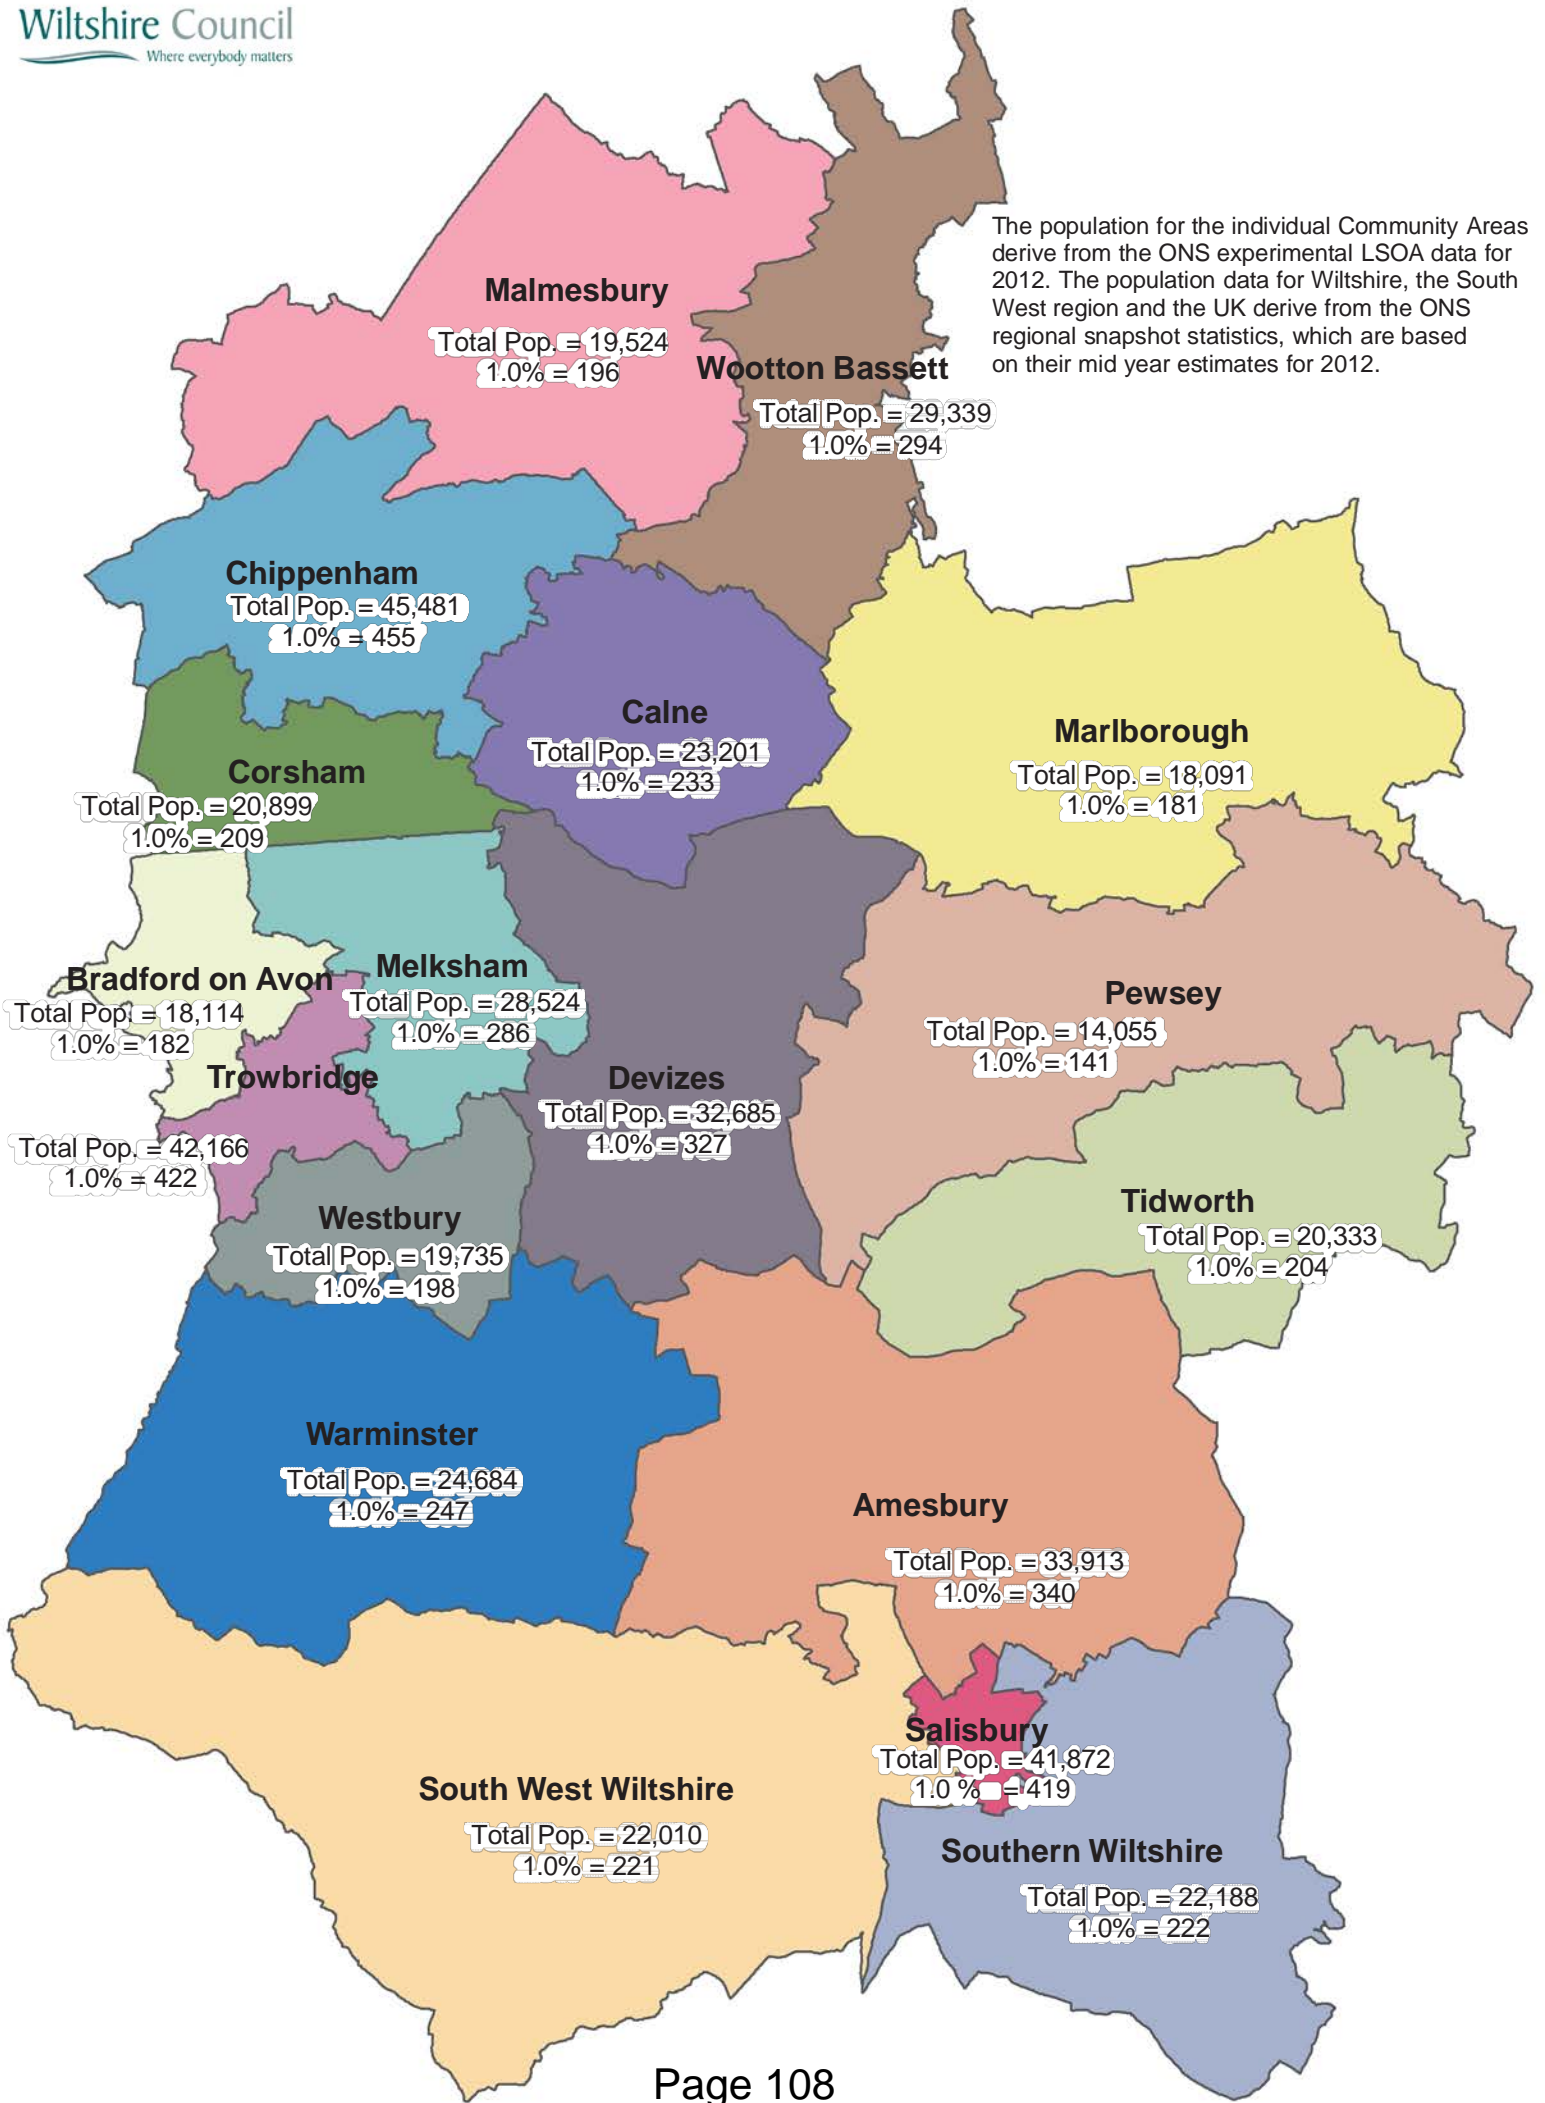 Wiltshire Council
Where everybody matters
The population for the individual Community Areas
derive from the ONS experimental LSOA data for
2012. The population data for Wiltshire, the South
West region and the UK derive from the ONS
regional snapshot statistics, which are based
on their mid year estimates for 2012.
Malmesbury
Total Pop. = 19,524
1.0% = 196
Wootton Bassett
Total Pop. = 29,339
1.0% = 294
Chippenham
Total Pop. = 45,481
1.0% = 455
Calne
Total Pop. = 23,201
1.0% = 233
Marlborough
Total Pop. = 18,091
1.0% = 181
Corsham
Total Pop. = 20,899
1.0% = 209
Bradford on Avon
Total Pop. = 18,114
1.0% = 182
Melksham
Total Pop. = 28,524
1.0% = 286
Pewsey
Total Pop. = 14,055
1.0% = 141
Trowbridge
Total Pop. = 42,166
1.0% = 422
Devizes
Total Pop. = 32,685
1.0% = 327
Westbury
Total Pop. = 19,735
1.0% = 198
Tidworth
Total Pop. = 20,333
1.0% = 204
Warminster
Total Pop. = 24,684
1.0% = 247
Amesbury
Total Pop. = 33,913
1.0% = 340
Salisbury
Total Pop. = 41,872
1.0 % = 419
South West Wiltshire
Total Pop. = 22,010
1.0% = 221
Southern Wiltshire
Total Pop. = 22,188
1.0% = 222
Page 108